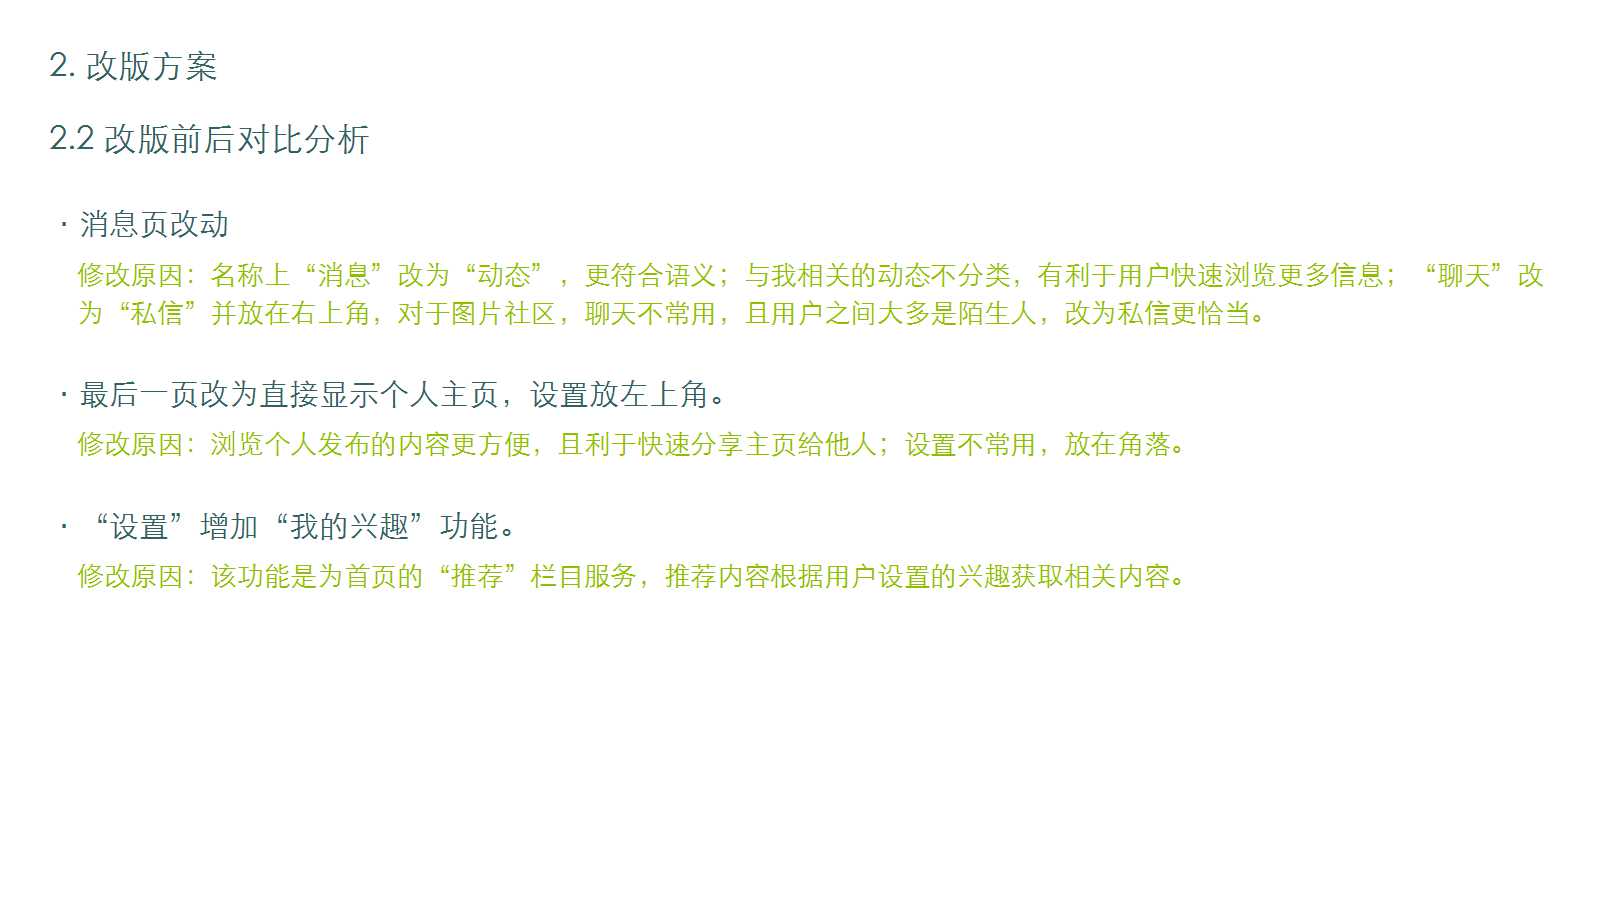 2. 改版方案
2.2 改版前后对比分析
· 消息页改动
修改原因：名称上“消息”改为“动态”，更符合语义；与我相关的动态不分类，有利于用户快速浏览更多信息；“聊天”改
为“私信”并放在右上角，对于图片社区，聊天不常用，且用户之间大多是陌生人，改为私信更恰当。
· 最后一页改为直接显示个人主页，设置放左上角。
修改原因：浏览个人发布的内容更方便，且利于快速分享主页给他人；设置不常用，放在角落。
· “设置”增加“我的兴趣”功能。
修改原因：该功能是为首页的“推荐”栏目服务，推荐内容根据用户设置的兴趣获取相关内容。